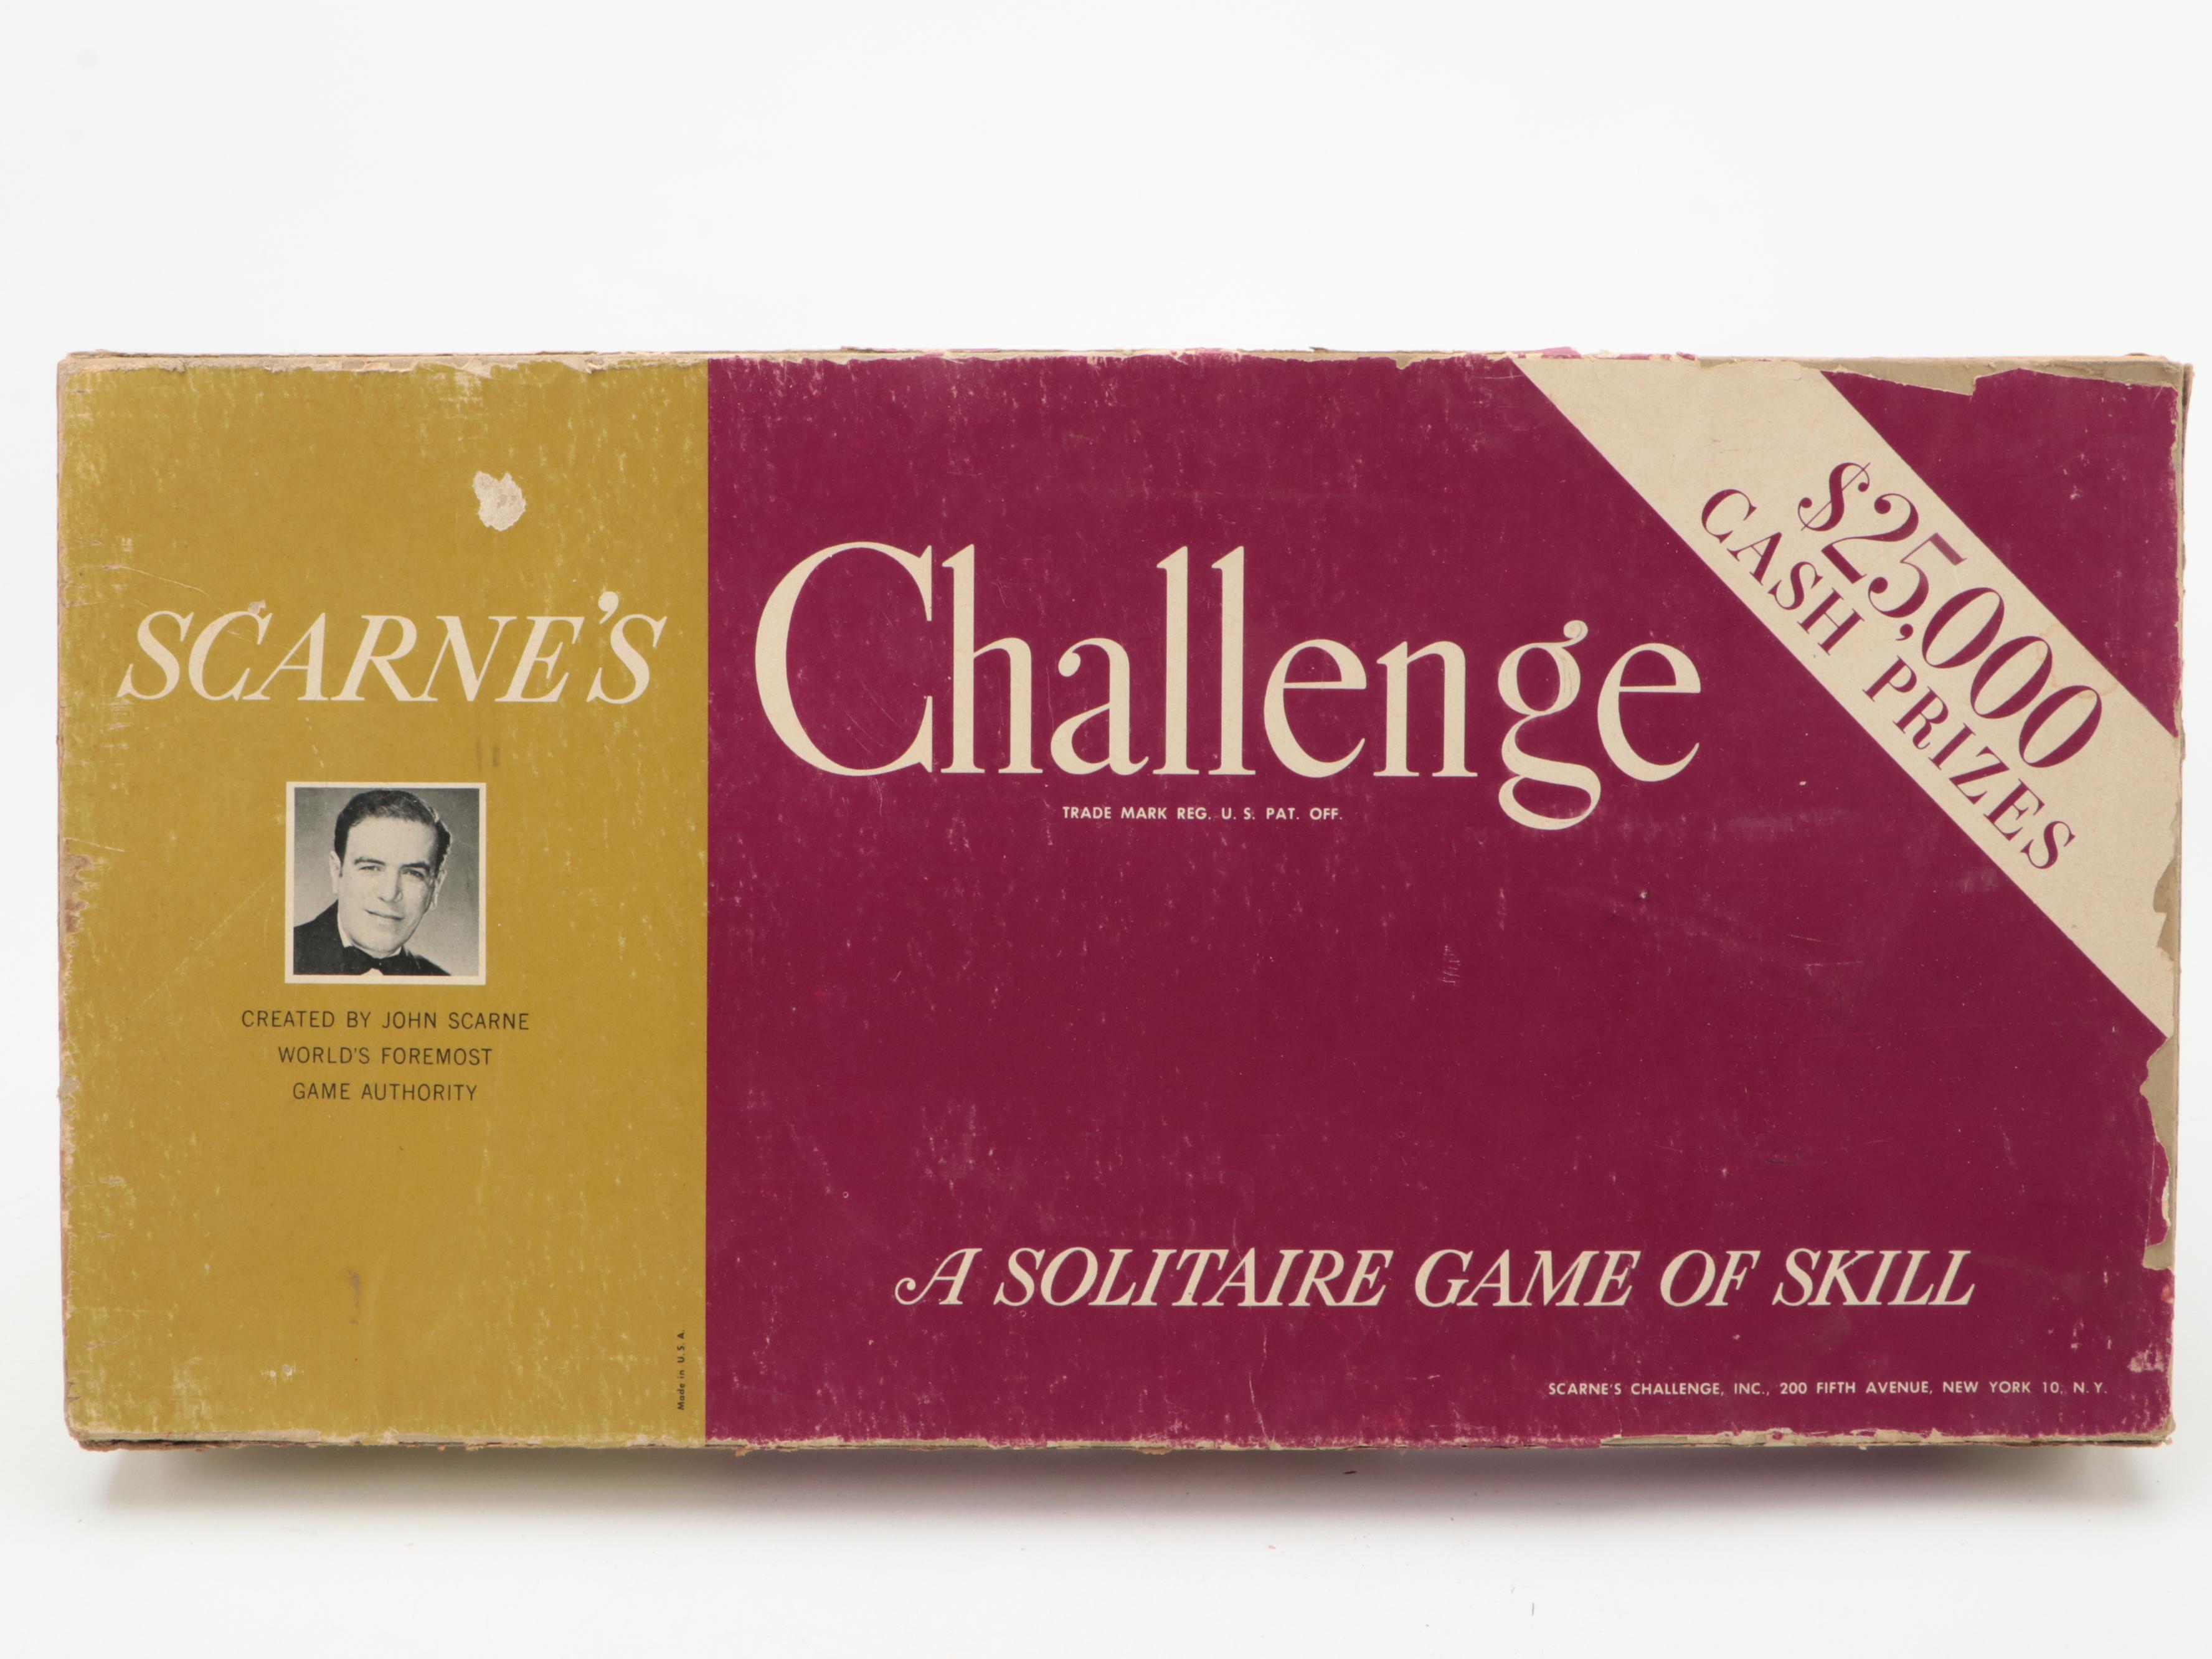 SCARNE'S
CREATED BY JOHN SCARNE
WORLD'S FOREMOST
GAME AUTHORITY
Made in U.S.A.
Challenge
TRADE MARK REG. U. S. PAT. OFF.
$25,000
CASH PRIZES
A SOLITAIRE GAME OF SKILL
SCARNE'S CHALLENGE, INC., 200 FIFTH AVENUE, NEW YORK 10, N. Y.